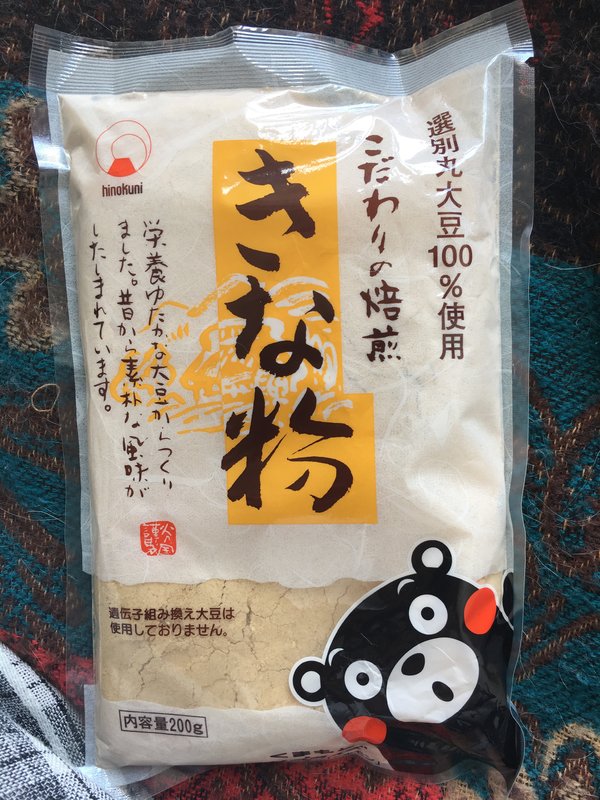 選別丸大豆100%使用
こだわりの焙煎
きな粉
hinokuni
栄養ゆたかな大豆からつくり
ました。昔から素朴な風味が
したしまれています。
遺伝子組み換え大豆は
使用しておりません。
内容量200g